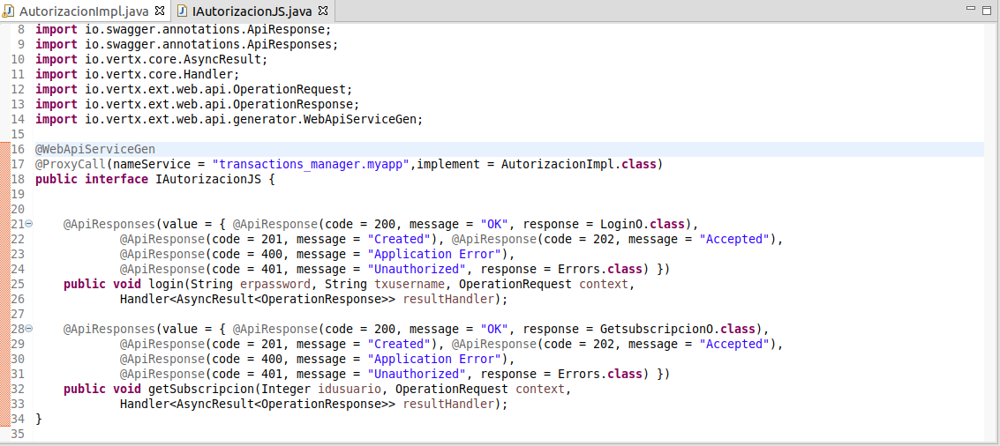 AutorizacionImpl.java IAutorizacionJS.java
8 import io.swagger.annotations.ApiResponse;
9 import io.swagger.annotations.ApiResponses;
10 import io.vertx.core.AsyncResult;
11 import io.vertx.core.Handler;
12 import io.vertx.ext.web.api.OperationRequest;
13 import io.vertx.ext.web.api.OperationResponse;
14 import io.vertx.ext.web.api.generator.WebApiServiceGen;
15
16 @WebApiServiceGen
17 @ProxyCall(nameService = "transactions_manager.myapp",implement = AutorizacionImpl.class)
18 public interface IAutorizacionJS {
19
20
21 @ApiResponses(value = { @ApiResponse(code = 200, message = "OK", response = LoginO.class),
22 @ApiResponse(code = 201, message = "Created"), @ApiResponse(code = 202, message = "Accepted"),
23 @ApiResponse(code = 400, message = "Application Error"),
24 @ApiResponse(code = 401, message = "Unauthorized", response = Errors.class) })
25 public void login(String erpassword, String txusername, OperationRequest context,
26 Handler<AsyncResult<OperationResponse>> resultHandler);
27
28 @ApiResponses(value = { @ApiResponse(code = 200, message = "OK", response = GetsubscripcionO.class),
29 @ApiResponse(code = 201, message = "Created"), @ApiResponse(code = 202, message = "Accepted"),
30 @ApiResponse(code = 400, message = "Application Error"),
31 @ApiResponse(code = 401, message = "Unauthorized", response = Errors.class) })
32 public void getSubscripcion(Integer idusuario, OperationRequest context,
33 Handler<AsyncResult<OperationResponse>> resultHandler);
34 }
35